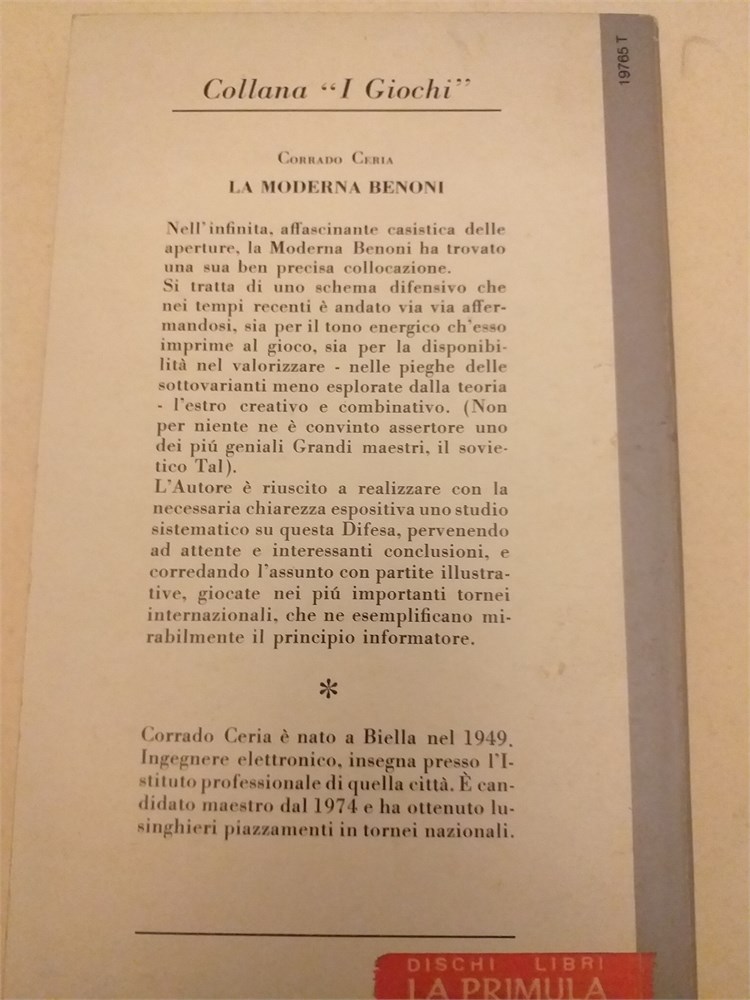 19765 T
Collana “I Giochi”
Corrado Ceria
LA MODERNA BENONI
Nell'infinita, affascinante casistica delle
aperture, la Moderna Benoni ha trovato
una sua ben precisa collocazione.
Si tratta di uno schema difensivo che
nei tempi recenti è andato via via affer-
mandosi, sia per il tono energico ch'esso
imprime al gioco, sia per la disponibi-
lità nel valorizzare - nelle pieghe delle
sottovarianti meno esplorate dalla teoria
- l'estro creativo e combinativo. (Non
per niente ne è convinto assertore uno
dei piú geniali Grandi maestri, il sovie-
tico Tal).
L'Autore è riuscito a realizzare con la
necessaria chiarezza espositiva uno studio
sistematico su questa Difesa, pervenendo
ad attente e interessanti conclusioni, e
corredando l'assunto con partite illustra-
tive, giocate nei piú importanti tornei
internazionali, che ne esemplificano mi-
rabilmente il principio informatore.
*
Corrado Ceria è nato a Biella nel 1949.
Ingegnere elettronico, insegna presso l'I-
stituto professionale di quella città. È can-
didato maestro dal 1974 e ha ottenuto lu-
singhieri piazzamenti in tornei nazionali.
DISCHI LIBRI
LA PRIMULA